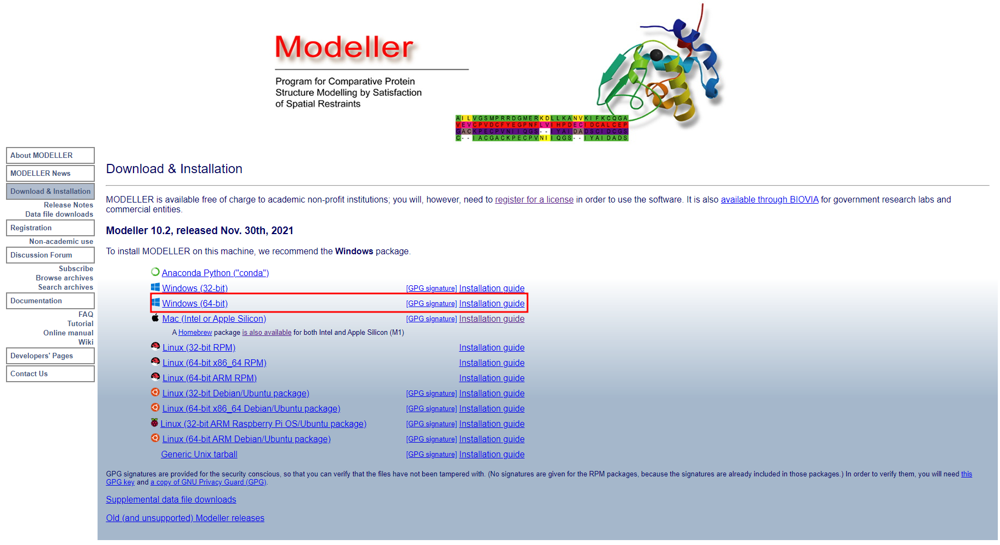 Modeller
Program for Comparative Protein
Structure Modelling by Satisfaction
of Spatial Restraints
AILVGSMPRRDGMERKDLLKANVKIFKCQGA
VEVCPVDCFYEGPNFLVIHPDECIDCALCEP
GACKPECPVNIIQGS--IYAIDADSCIDCGS
C--IACGACKPECPVNIIQGS--IYAIDADS
About MODELLER
MODELLER News
Download & Installation
Release Notes
Data file downloads
Registration
Non-academic use
Discussion Forum
Subscribe
Browse archives
Search archives
Documentation
FAQ
Tutorial
Online manual
Wiki
Developers' Pages
Contact Us
Download & Installation
MODELLER is available free of charge to academic non-profit institutions; you will, however, need to register for a license in order to use the software. It is also available through BIOVIA for government research labs and
commercial entities.
Modeller 10.2, released Nov. 30th, 2021
To install MODELLER on this machine, we recommend the Windows package.
Anaconda Python ("conda")
Windows (32-bit) [GPG signature] Installation guide
Windows (64-bit) [GPG signature] Installation guide
Mac (Intel or Apple Silicon) [GPG signature] Installation guide
A Homebrew package is also available for both Intel and Apple Silicon (M1)
Linux (32-bit RPM) Installation guide
Linux (64-bit x86_64 RPM) Installation guide
Linux (64-bit ARM RPM) Installation guide
Linux (32-bit Debian/Ubuntu package) [GPG signature] Installation guide
Linux (64-bit x86_64 Debian/Ubuntu package) [GPG signature] Installation guide
Linux (32-bit ARM Raspberry Pi OS/Ubuntu package) [GPG signature] Installation guide
Linux (64-bit ARM Debian/Ubuntu package) [GPG signature] Installation guide
Generic Unix tarball [GPG signature] Installation guide
GPG signatures are provided for the security conscious, so that you can verify that the files have not been tampered with. (No signatures are given for the RPM packages, because the signatures are already included in those packages.) In order to verify them, you will need this
GPG key and a copy of GNU Privacy Guard (GPG).
Supplemental data file downloads
Old (and unsupported) Modeller releases